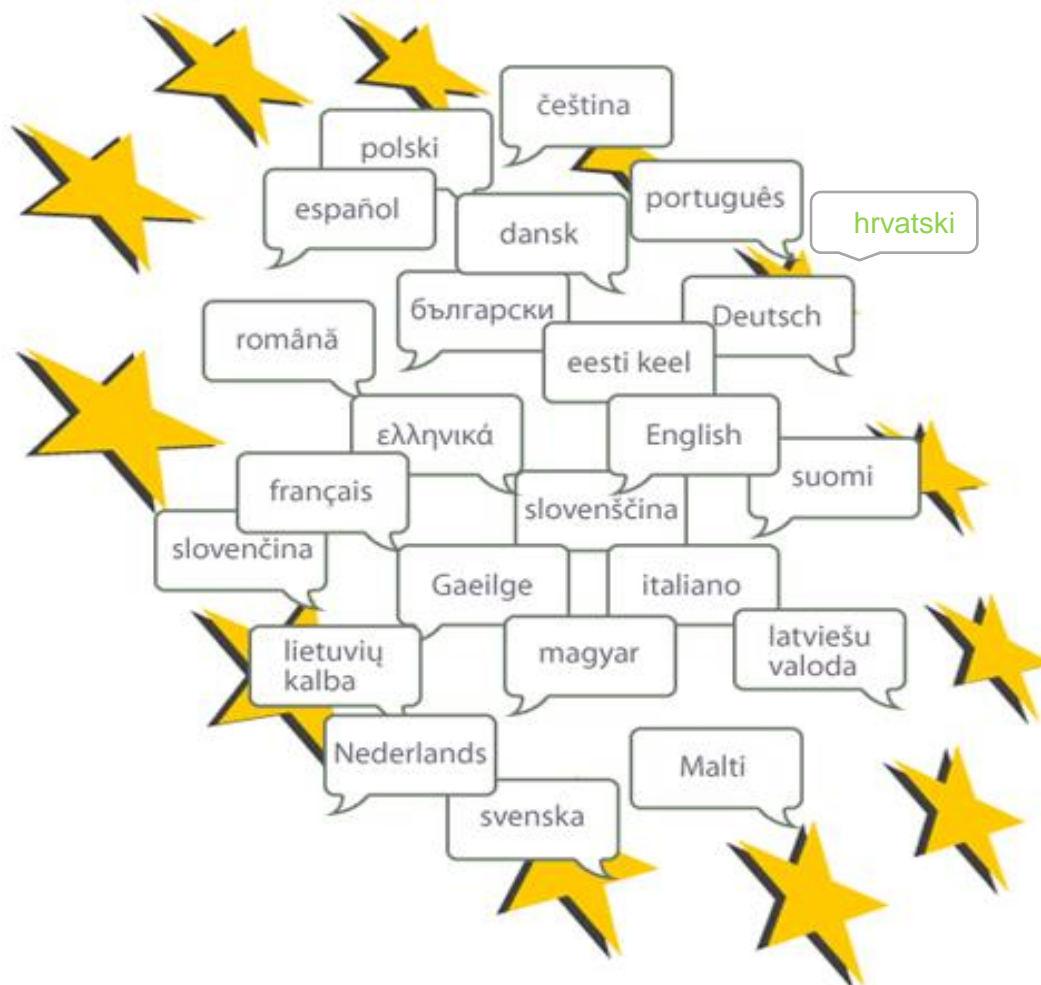 čeština
polski
português
español
hrvatski
dansk
български
Deutsch
română
eesti keel
ελληνικά
English
suomi
français
slovenščina
slovenčina
Gaeilge
italiano
lietuvių
kalba
magyar
latviešu
valoda
Nederlands
Malti
svenska